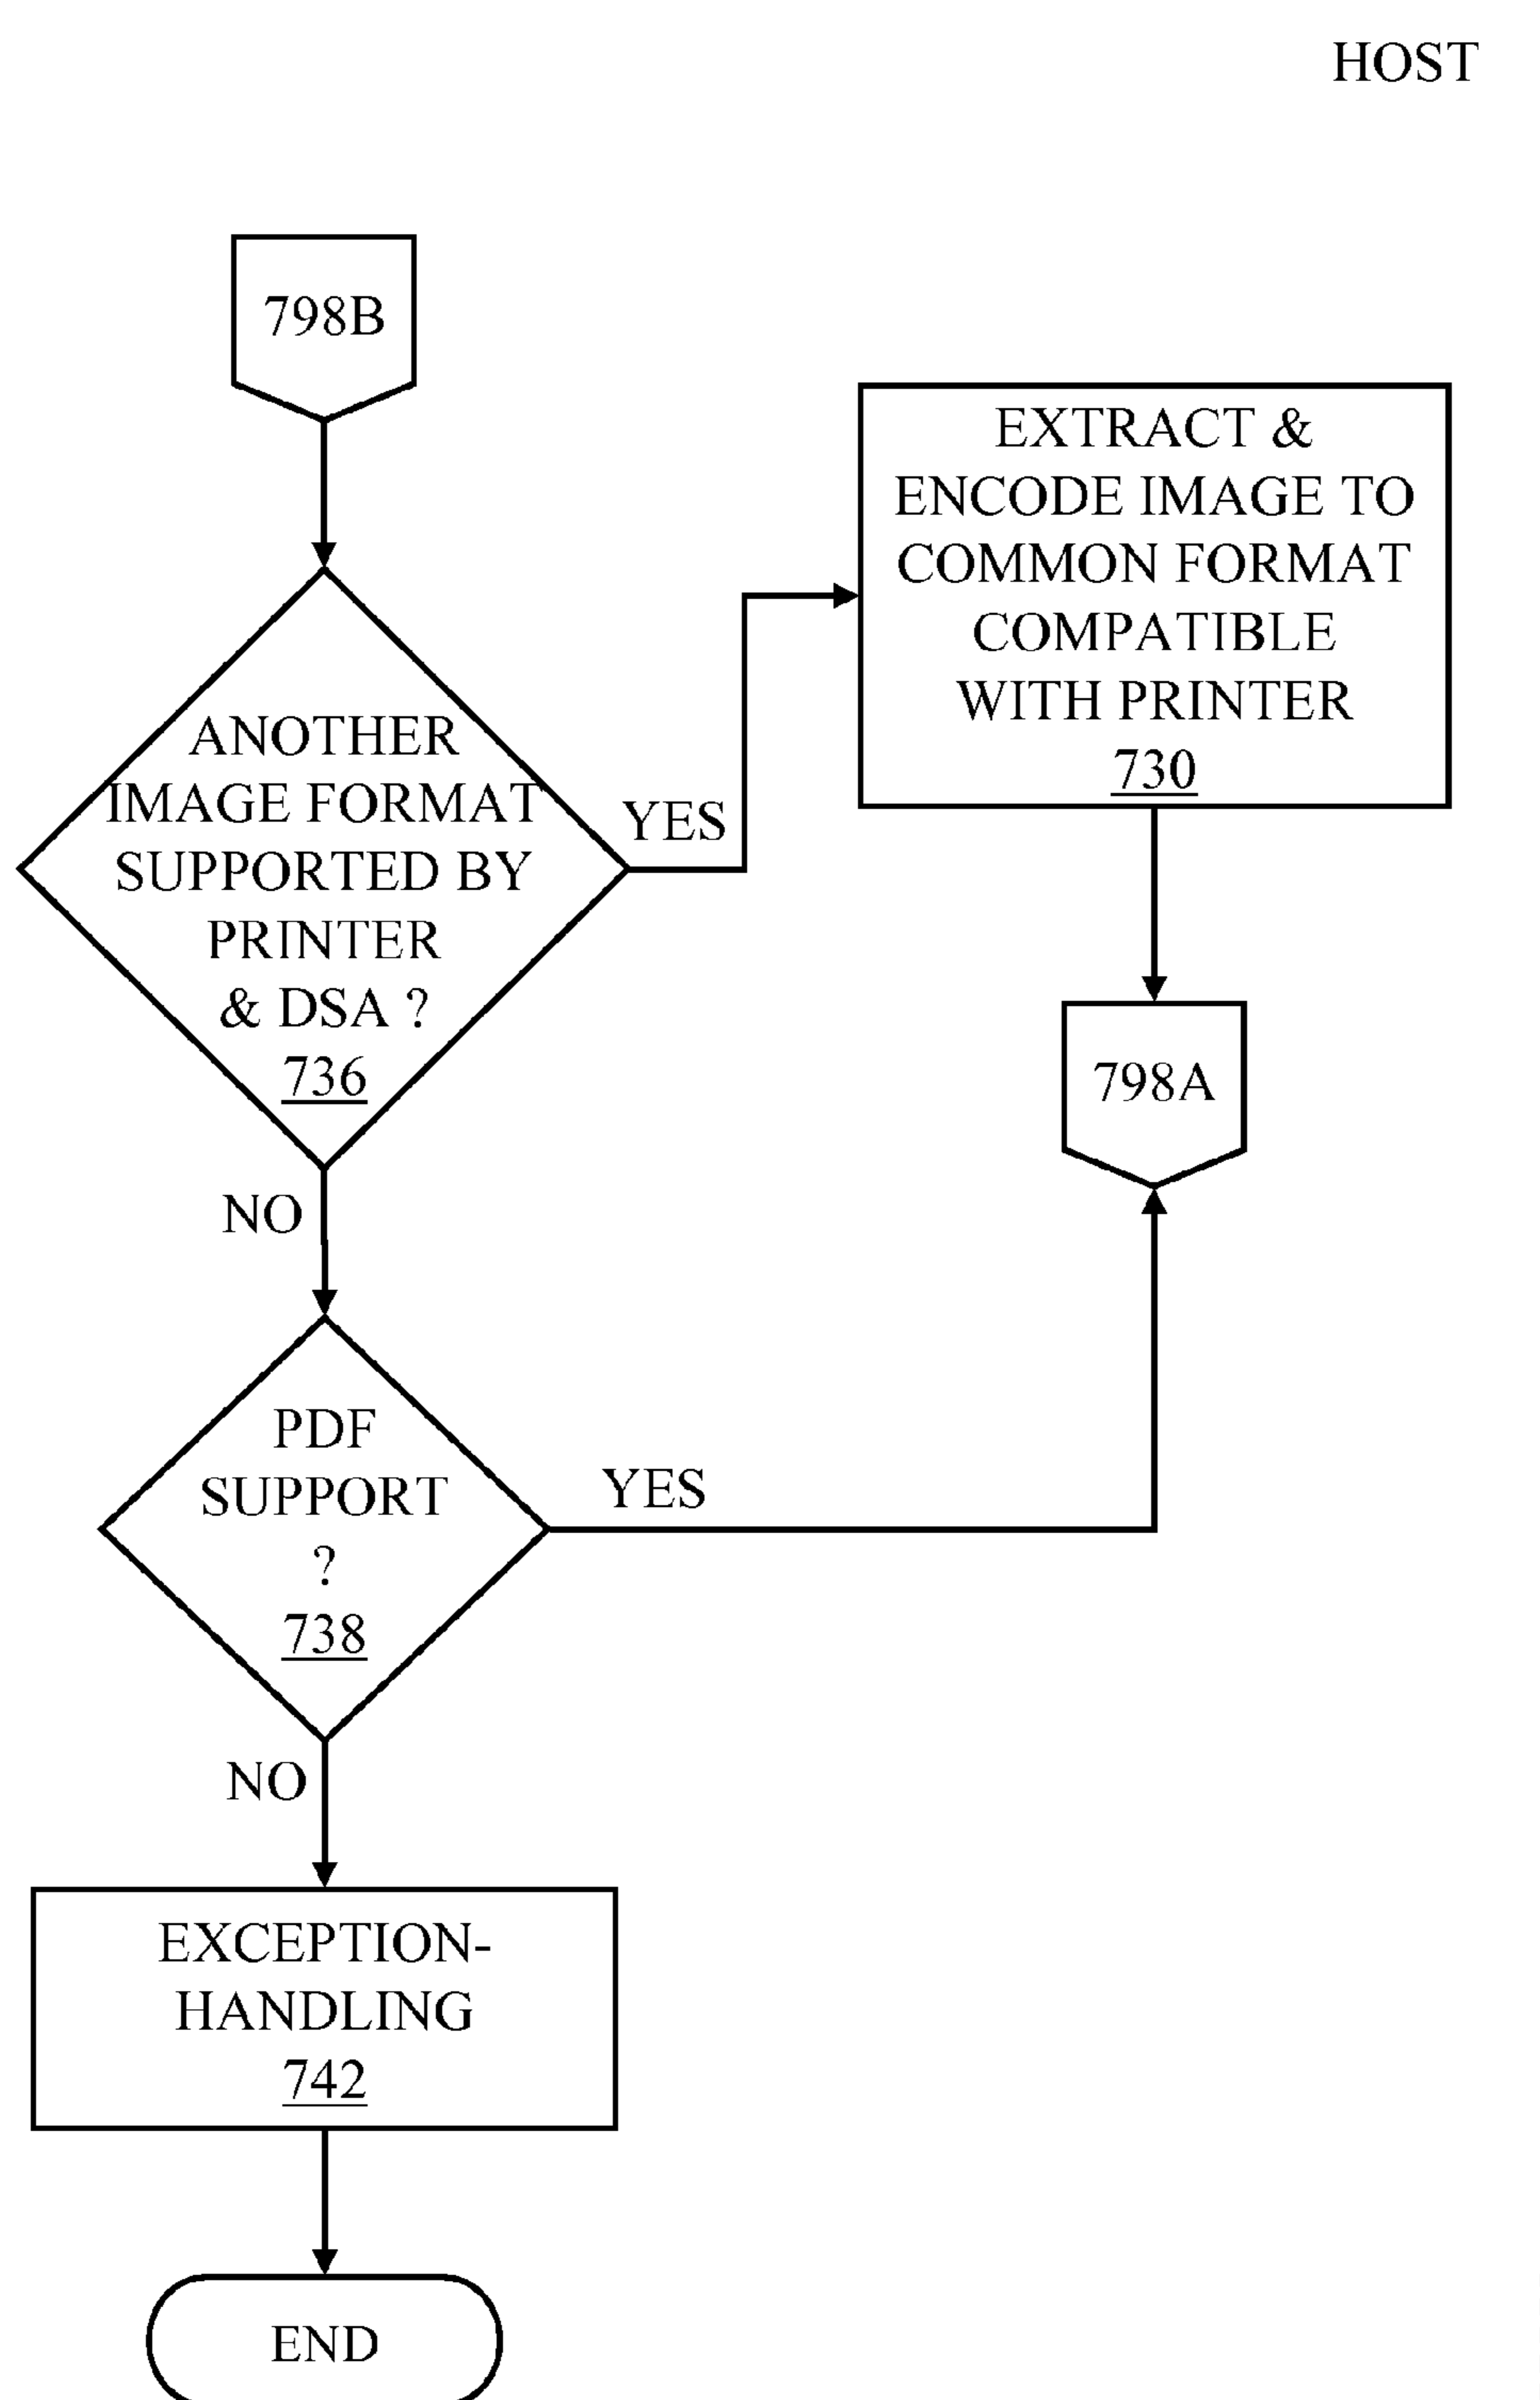 HOST
798B
EXTRACT &
ENCODE IMAGE TO
COMMON FORMAT
COMPATIBLE
WITH PRINTER
730
ANOTHER
IMAGE FORMAT
SUPPORTED BY
PRINTER
& DSA ?
736
YES
798A
NO
PDF
SUPPORT
?
738
YES
NO
EXCEPTION-
HANDLING
742
END